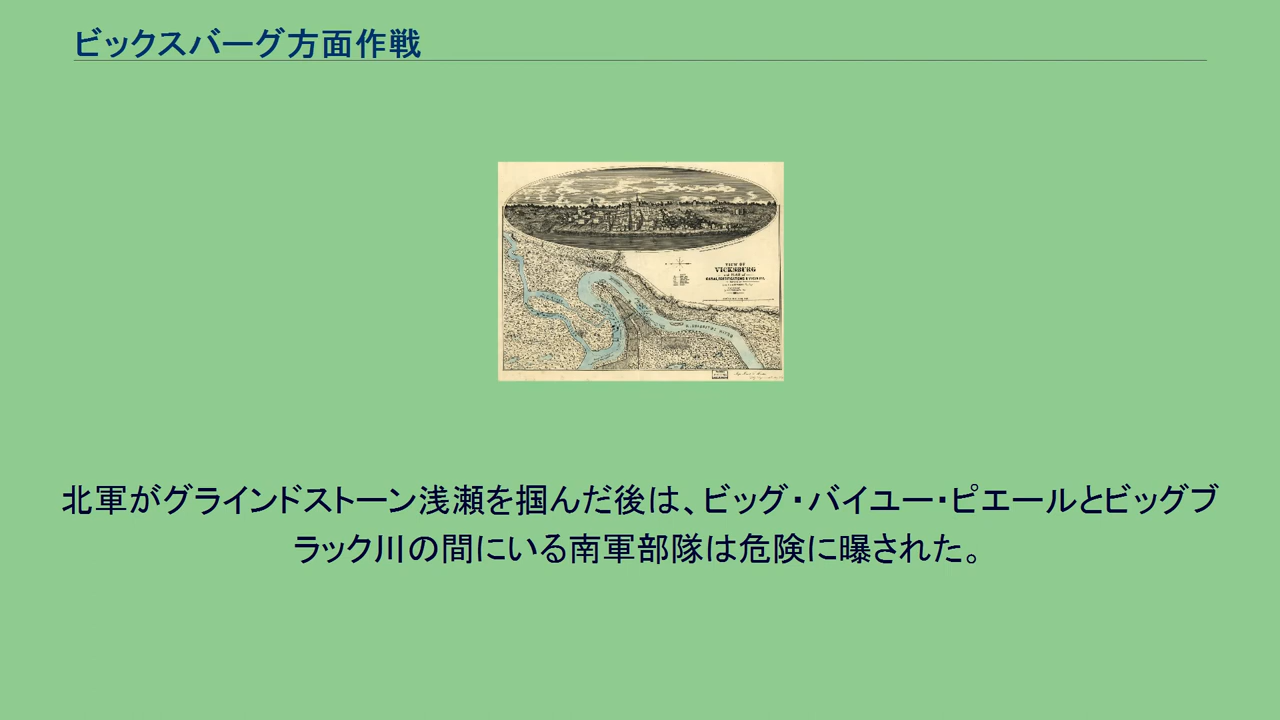 ビックスバーグ方面作戦
VIEW OF
VICKSBURG
北軍がグラインドストーン浅瀬を掴んだ後は、ビッグ・バイユー・ピエールとビッグブ
ラック川の間にいる南軍部隊は危険に曝された。